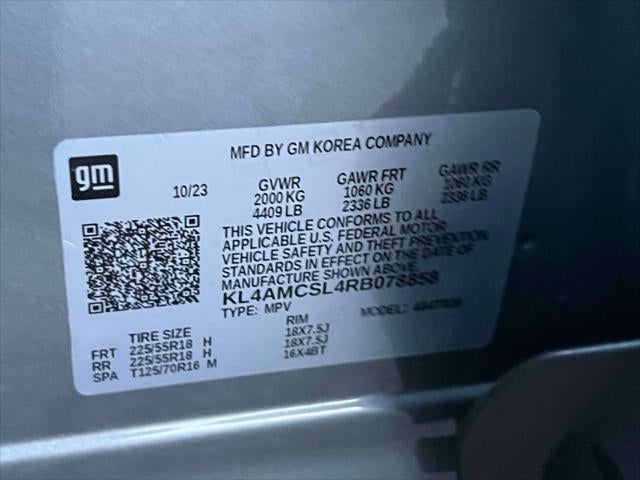 gm
MFD BY GM KOREA COMPANY
10/23
GVWR GAWR FRT GAWR RR
2000 KG 1060 KG 1060 KG
4409 LB 2336 LB 2336 LB
THIS VEHICLE CONFORMS TO ALL
APPLICABLE U.S. FEDERAL MOTOR
VEHICLE SAFETY AND THEFT PREVENTION
STANDARDS IN EFFECT ON THE DATE OF
MANUFACTURE SHOWN ABOVE.
KL4AMCSL4RB078858
TYPE: MPV MODEL:
TIRE SIZE RIM
FRT 225/55R18 H 18X7.5J
RR 225/55R18 H 18X7.5J
SPA T125/70R16 M 16X4BT